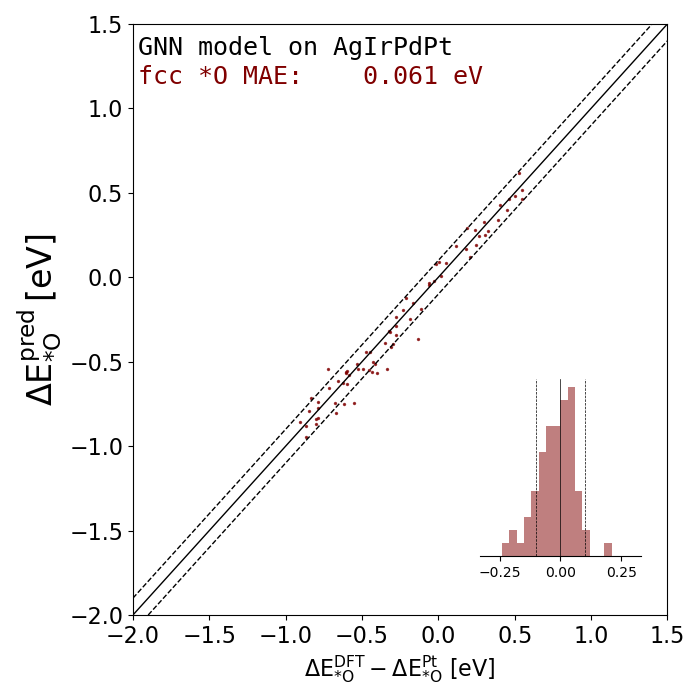 GNN model on AgIrPdPt
fcc *O MAE: 0.061 eV
1.5
1.0
0.5
0.0
−0.5
−1.0
−1.5
−2.0
ΔE*O^pred [eV]
−0.25 0.00 0.25
−2.0 −1.5 −1.0 −0.5 0.0 0.5 1.0 1.5
ΔE*O^DFT − ΔE*O^Pt [eV]